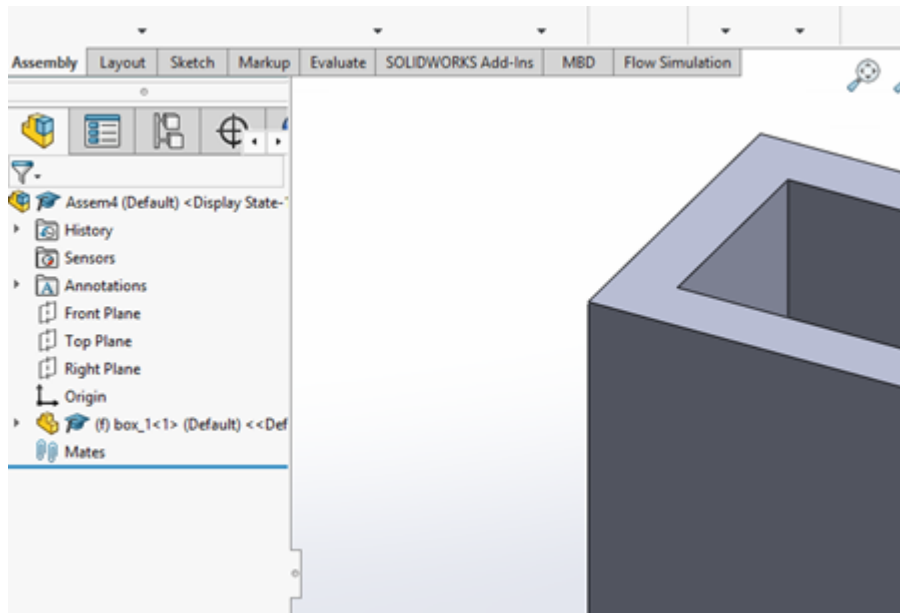 Assembly Layout Sketch Markup Evaluate SOLIDWORKS Add-Ins MBD Flow Simulation
Assem4 (Default) <Display State-1
History
Sensors
A Annotations
Front Plane
Top Plane
Right Plane
Origin
(f) box_1<1> (Default) <<Def
Mates